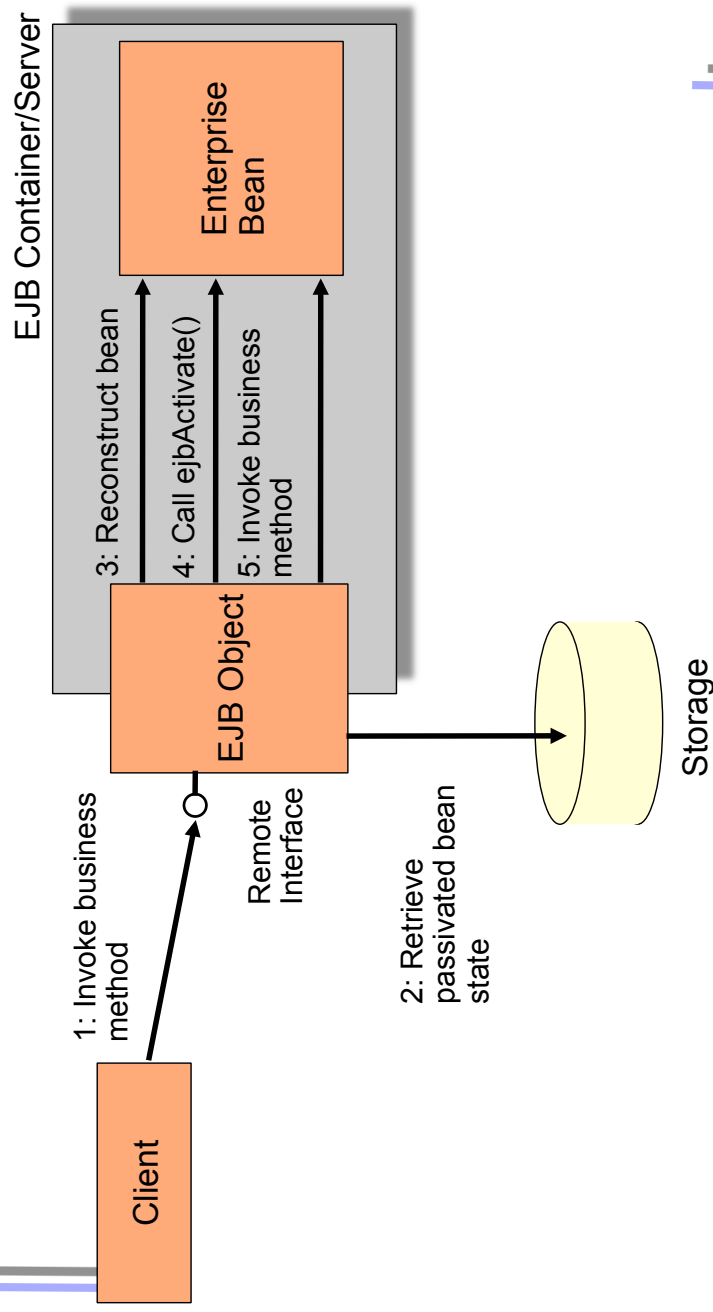 EJB Container/Server
Client
1: Invoke business
method
Remote
Interface
EJB Object
2: Retrieve
passivated bean
state
Storage
3: Reconstruct bean
4: Call ejbActivate()
5: Invoke business
method
Enterprise
Bean